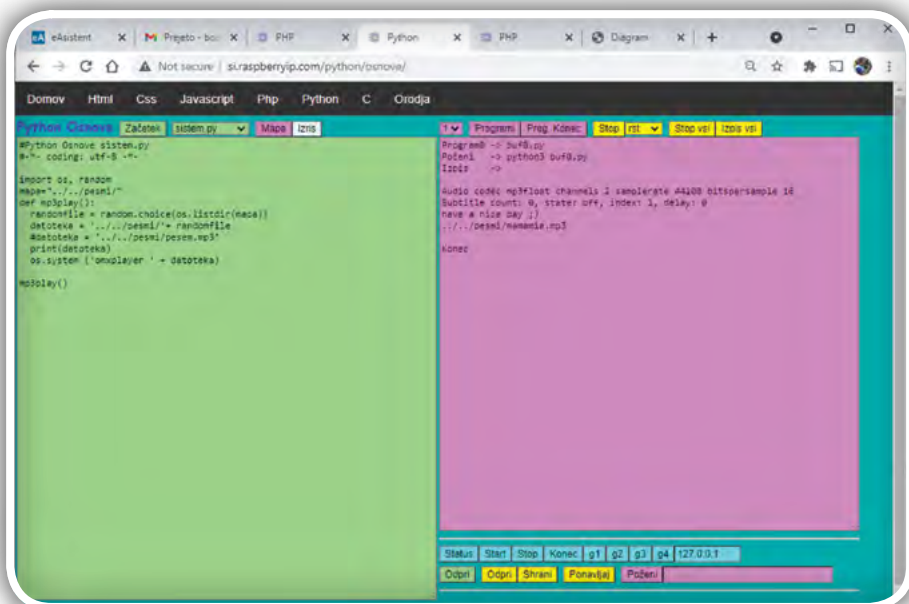 eAsistent
Prejeto - bo
PHP
Python
PHP
Diagram
Not secure | si.raspberryip.com/python/osnove/
Domov Html Css Javascript Php Python C Orodja
Python Osnove Začetek sistem.py Mapa Izris
1 Programi Prog. Konec Stop rst Stop vsi Izpis vsi
#Python Osnove sistem.py
#-*- coding: utf-8 -*-
import os, random
mapa="../../pesmi/"
def mp3play():
randomfile = random.choice(os.listdir(mapa))
datoteka = '../../pesmi/'+ randomfile
#datoteka = '../../pesmi/pesem.mp3'
print(datoteka)
os.system ('omxplayer ' + datoteka)
mp3play()
Program0 -> buf0.py
Poženi -> python3 buf0.py
Izpis ->
Audio codec mp3float channels 2 samplerate 44100 bitspersample 16
Subtitle count: 0, state: off, index: 1, delay: 0
have a nice day ;)
../../pesmi/mamamie.mp3
Konec
Status Start Stop Konec g1 g2 g3 g4 127.0.0.1
Odpri Odpri Shrani Ponavljaj Poženi